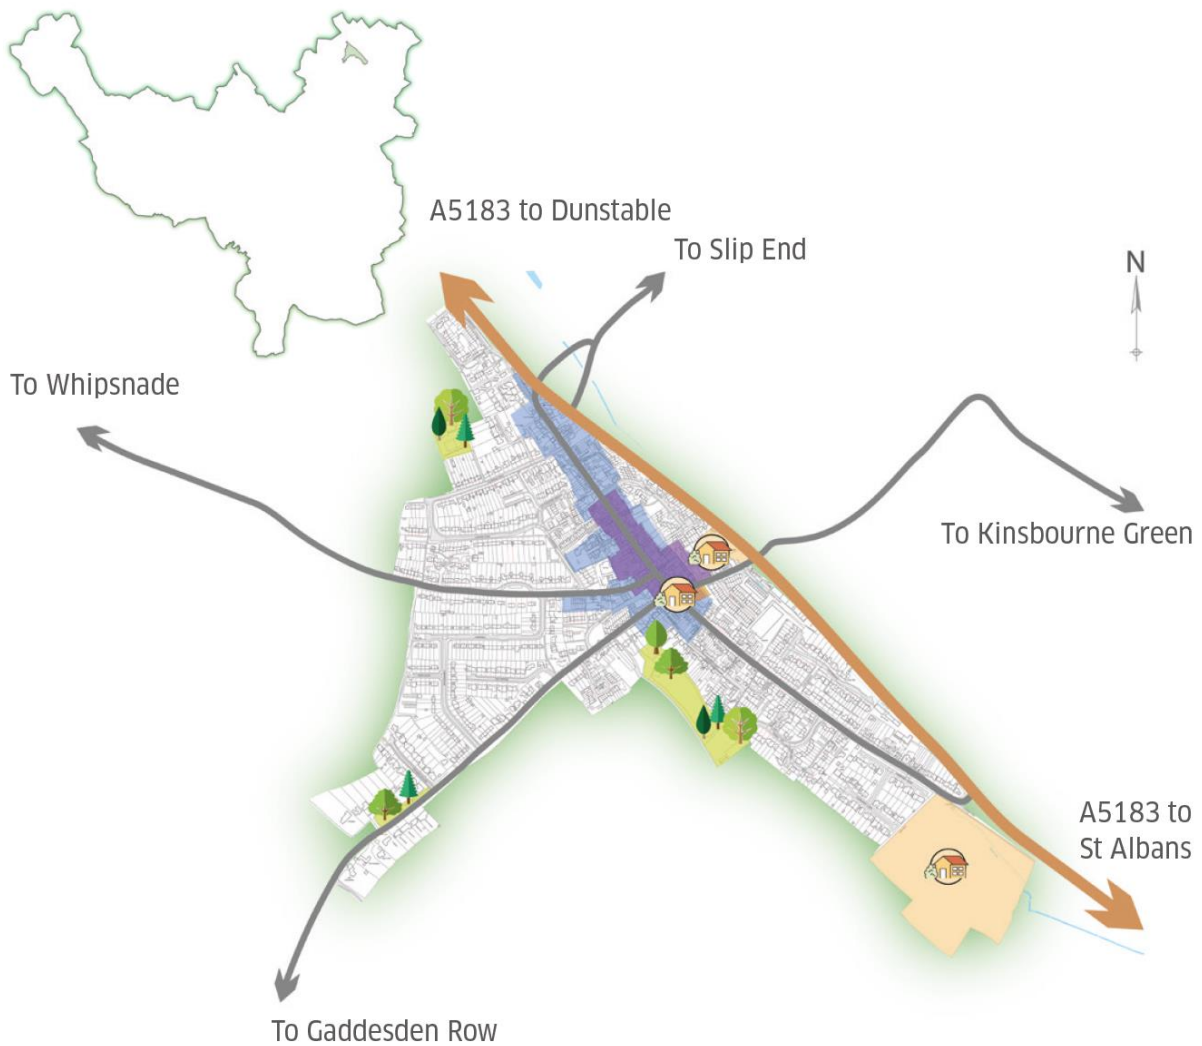 A5183 to Dunstable
To Slip End
N
To Whipsnade
To Kinsbourne Green
A5183 to
St Albans
To Gaddesden Row